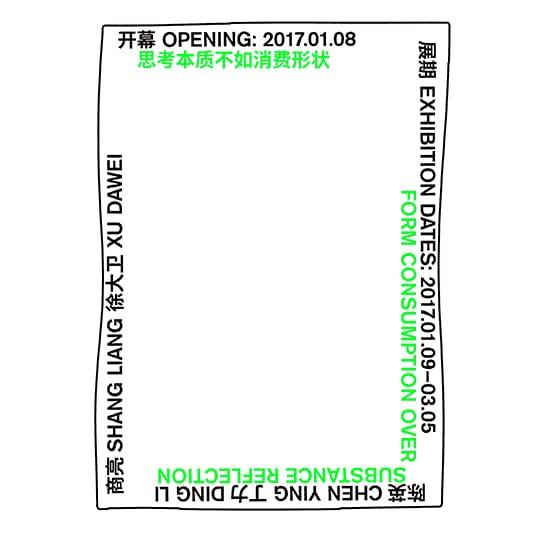 开幕 OPENING: 2017.01.08
思考本质不如消费形状
展期 EXHIBITION DATES: 2017.01.09–03.05
FORM CONSUMPTION OVER
SUBSTANCE REFLECTION
陈英 CHEN YING 丁力 DING LI
商亮 SHANG LIANG 徐大卫 XU DAWEI